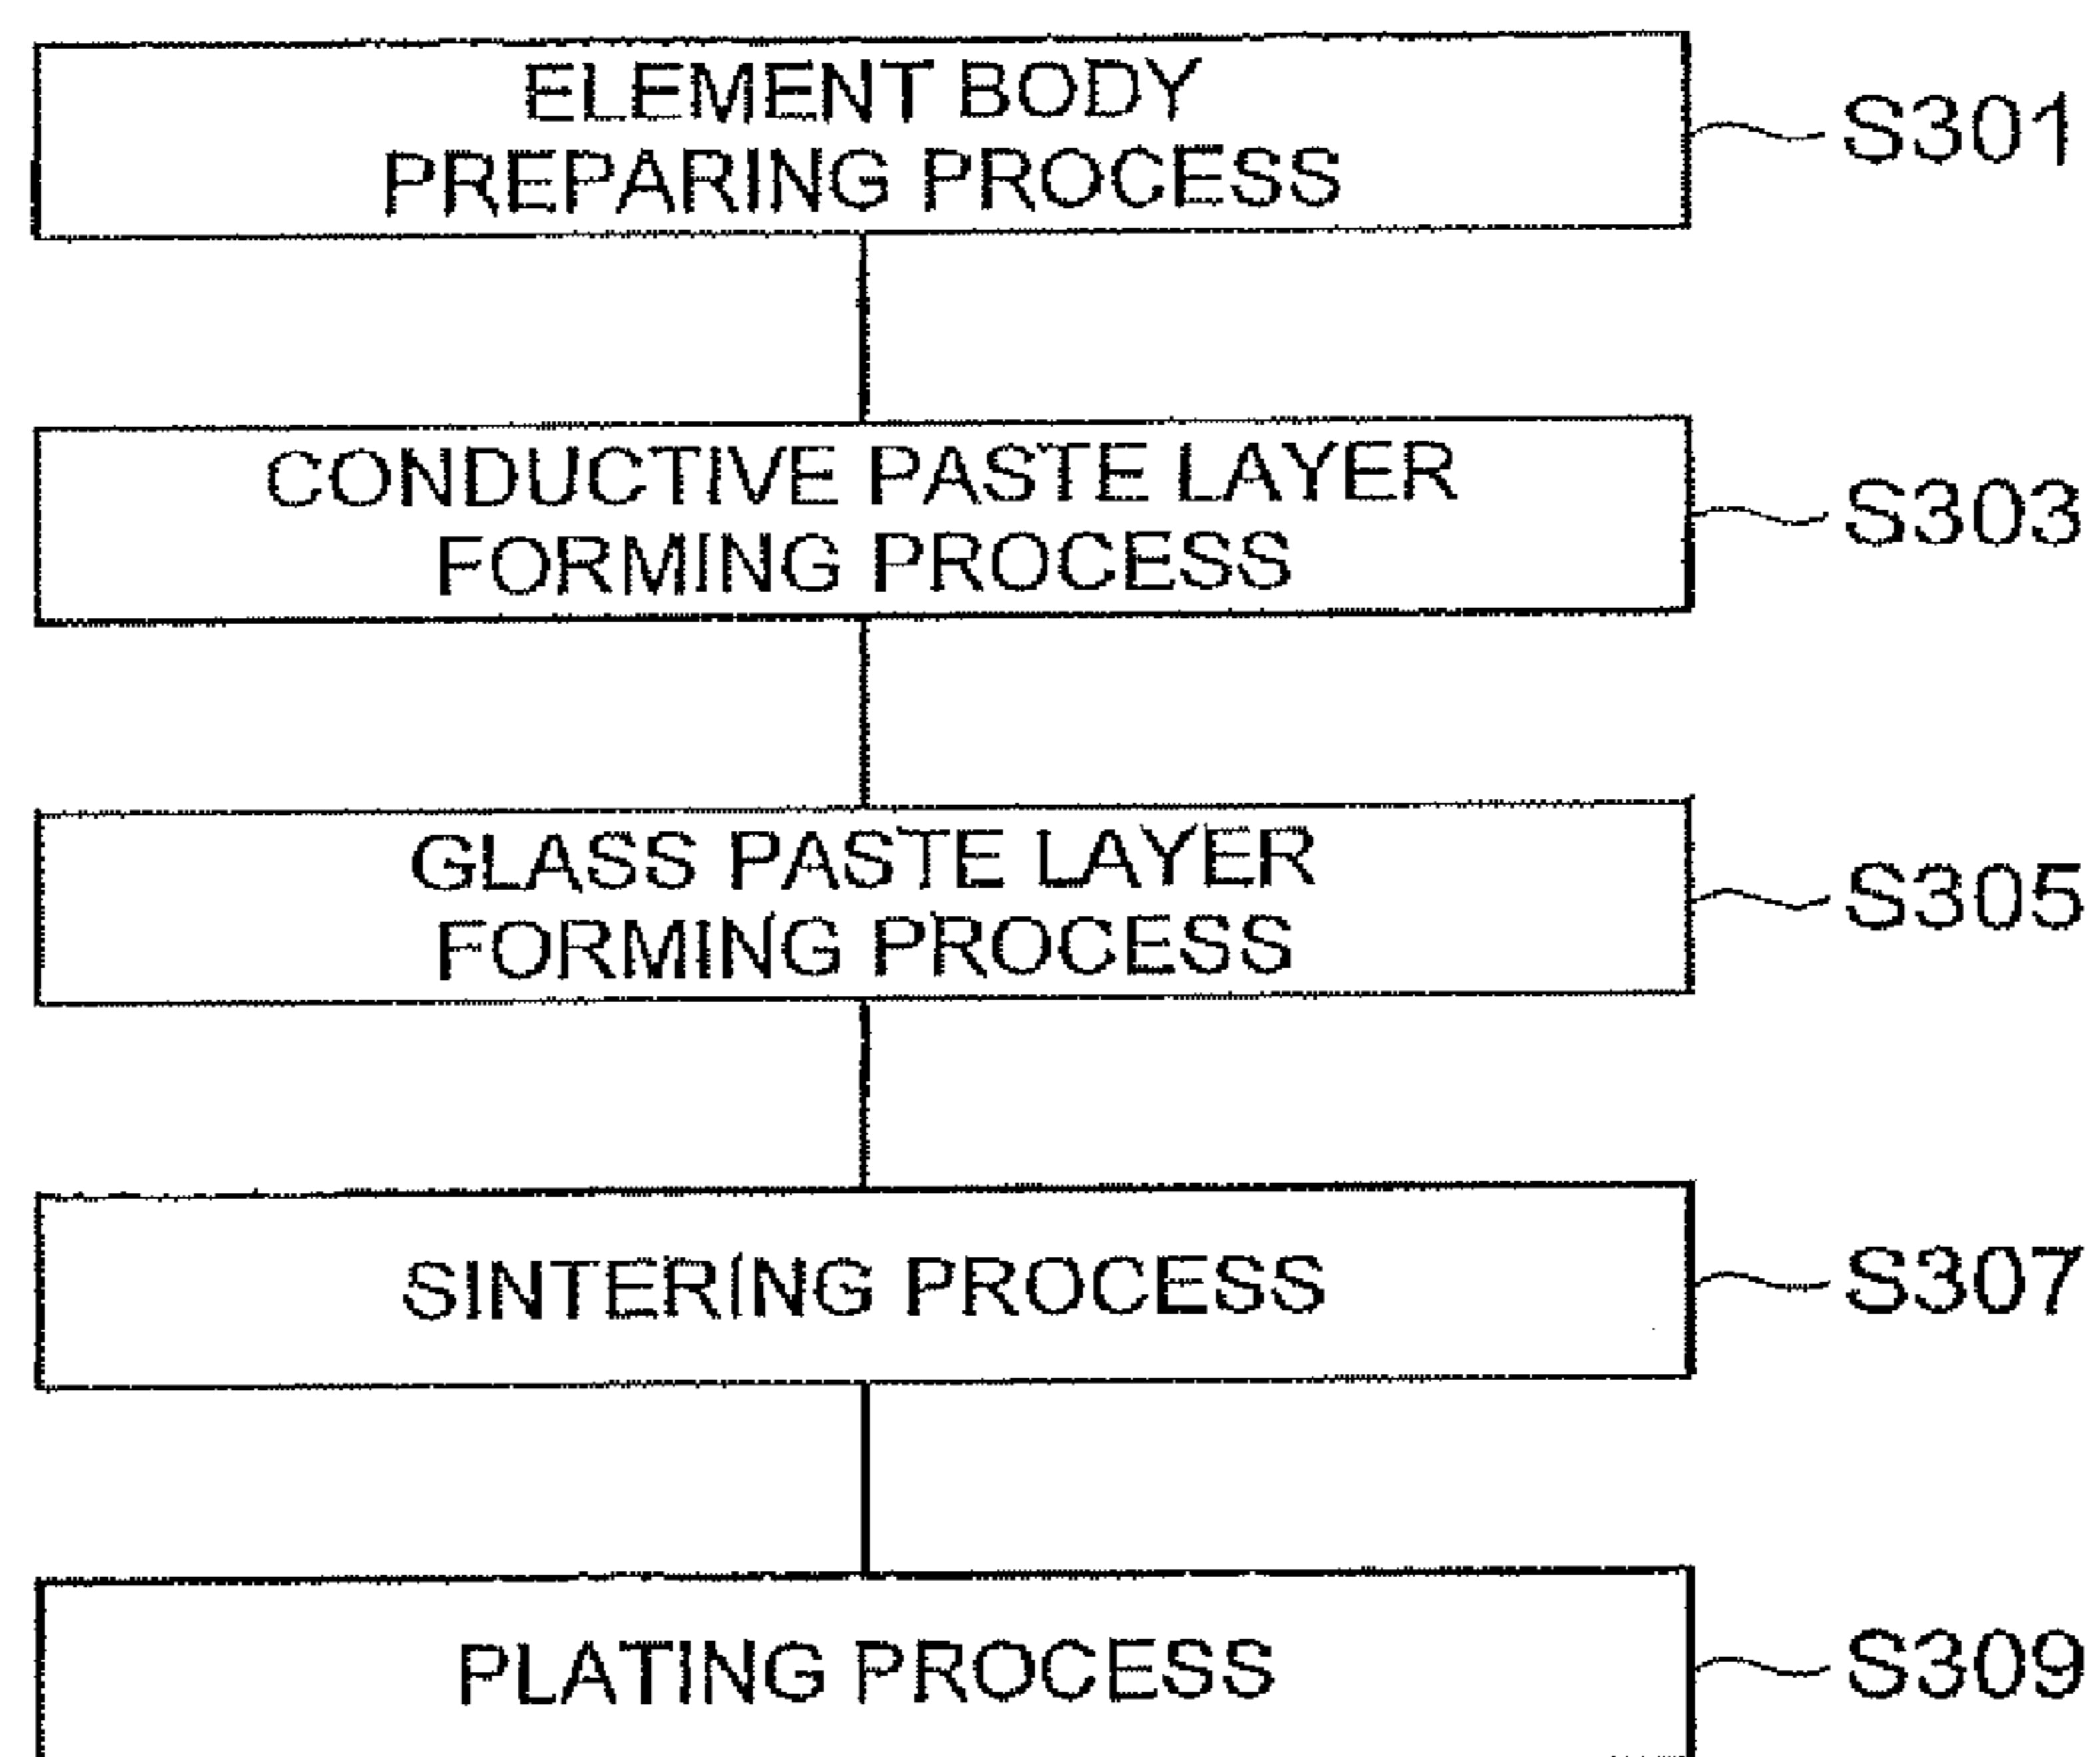 ELEMENT BODY
PREPARING PROCESS
S301
CONDUCTIVE PASTE LAYER
FORMING PROCESS
S303
GLASS PASTE LAYER
FORMING PROCESS
S305
SINTERING PROCESS
S307
PLATING PROCESS
S309